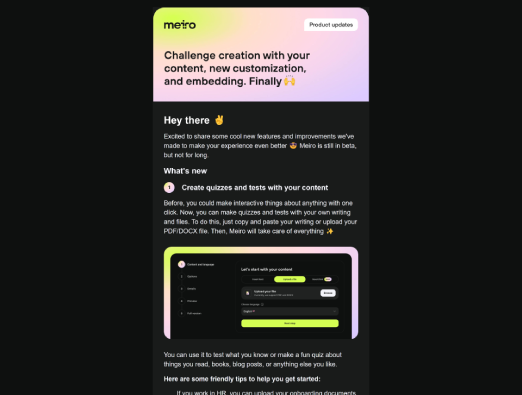 meiro
Product updates
Challenge creation with your
content, new customization,
and embedding. Finally 🙌
Hey there ✌️
Excited to share some cool new features and improvements we've
made to make your experience even better 🤩 Meiro is still in beta,
but not for long.
What's new
1 Create quizzes and tests with your content
Before, you could make interactive things about anything with one
click. Now, you can make quizzes and tests with your own writing
and files. To do this, just copy and paste your writing or upload your
PDF/DOCX file. Then, Meiro will take care of everything ✨
Content and language
Let's start with your content
Upload your file
English
You can use it to test what you know or make a fun quiz about
things you read, books, blog posts, or anything else you like.
Here are some friendly tips to help you get started:
If you work in HR, you can upload your onboarding documents